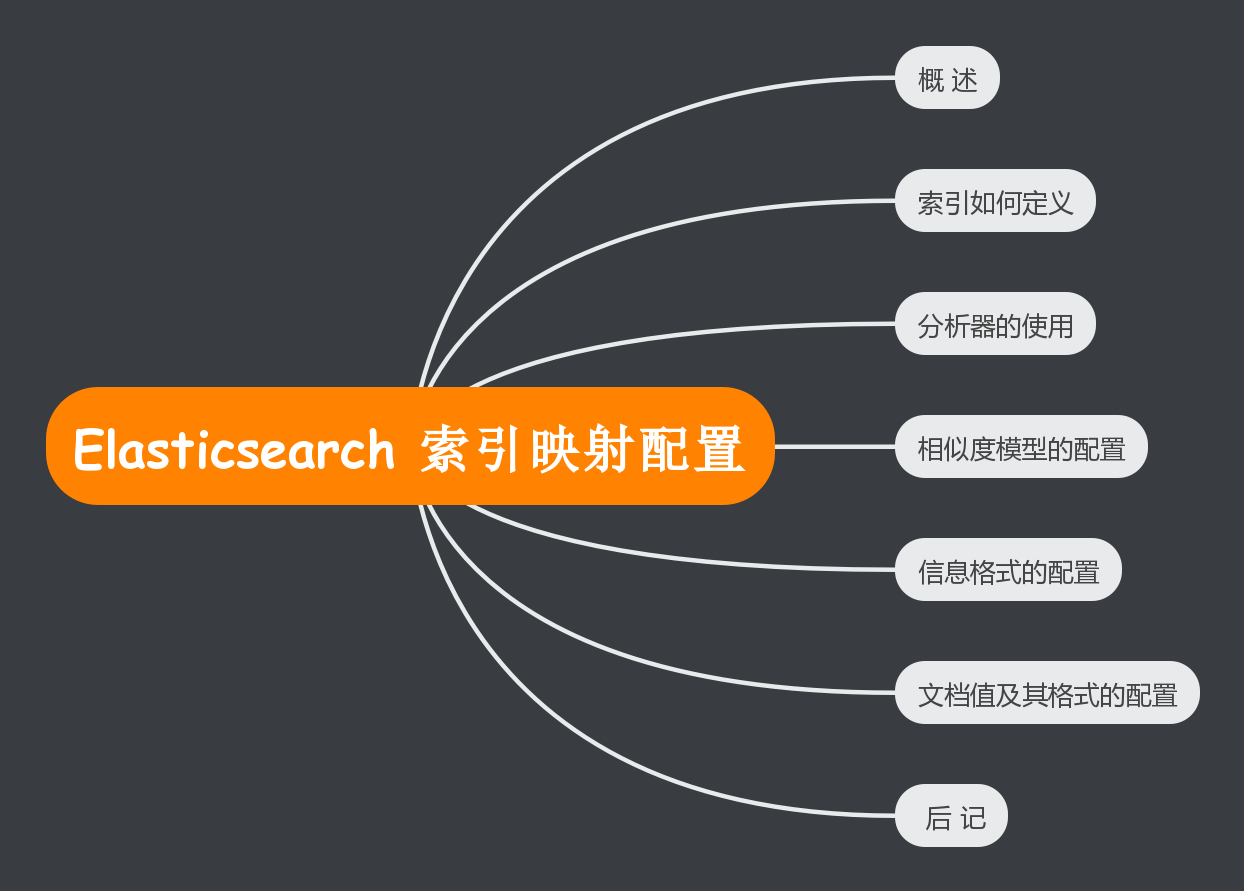 概 述
索引如何定义
分析器的使用
Elasticsearch 索引映射配置
相似度模型的配置
信息格式的配置
文档值及其格式的配置
后 记